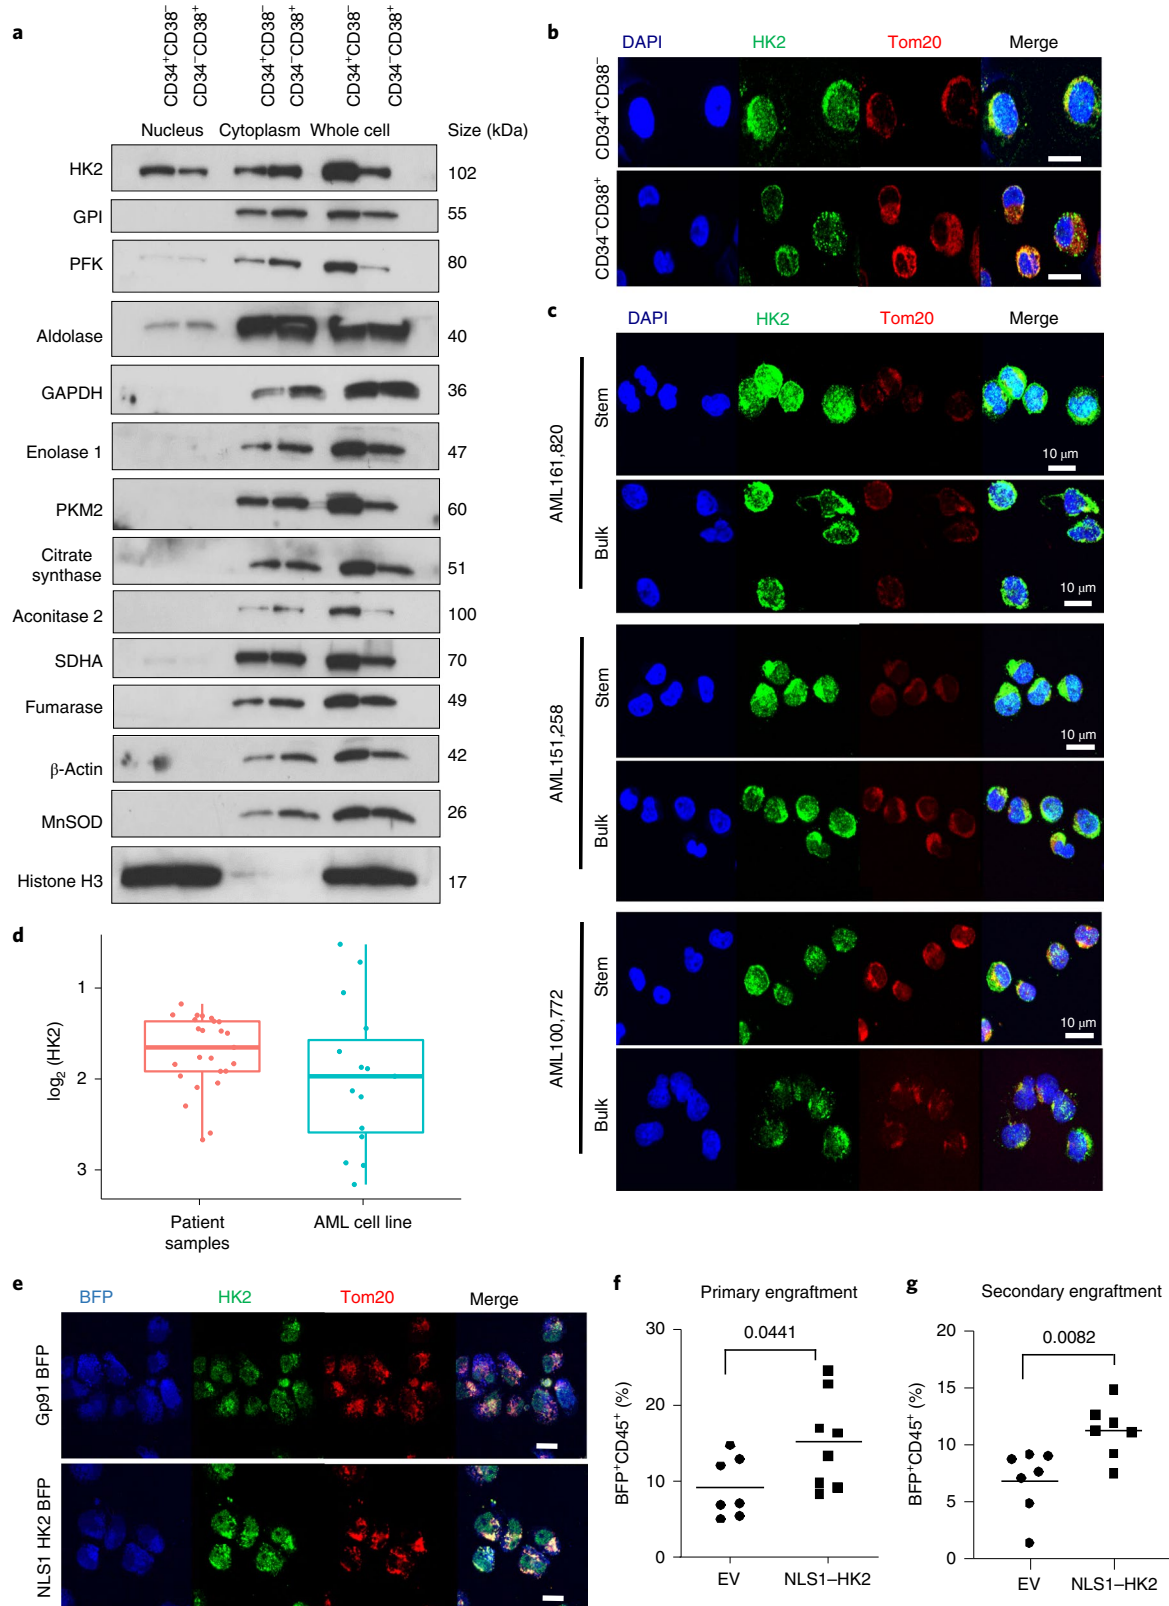 a
CD34+CD38−
CD34−CD38+
CD34+CD38−
CD34−CD38+
CD34+CD38−
CD34−CD38+
Nucleus Cytoplasm Whole cell Size (kDa)
HK2 102
GPI 55
PFK 80
Aldolase 40
GAPDH 36
Enolase 1 47
PKM2 60
Citrate
synthase 51
Aconitase 2 100
SDHA 70
Fumarase 49
β-Actin 42
MnSOD 26
Histone H3 17
b
DAPI HK2 Tom20 Merge
CD34+CD38−
CD34−CD38+
c
DAPI HK2 Tom20 Merge
AML161,820
Stem
10 μm
Bulk
10 μm
AML151,258
Stem
10 μm
Bulk
AML100,772
Stem
10 μm
Bulk
d
log2 (HK2)
1
2
3
Patient
samples
AML cell line
e
BFP HK2 Tom20 Merge
Gp91 BFP
NLS1 HK2 BFP
f
Primary engraftment
BFP+CD45+ (%)
30
20
10
0
0.0441
EV NLS1–HK2
g
Secondary engraftment
BFP+CD45+ (%)
20
15
10
5
0
0.0082
EV NLS1–HK2